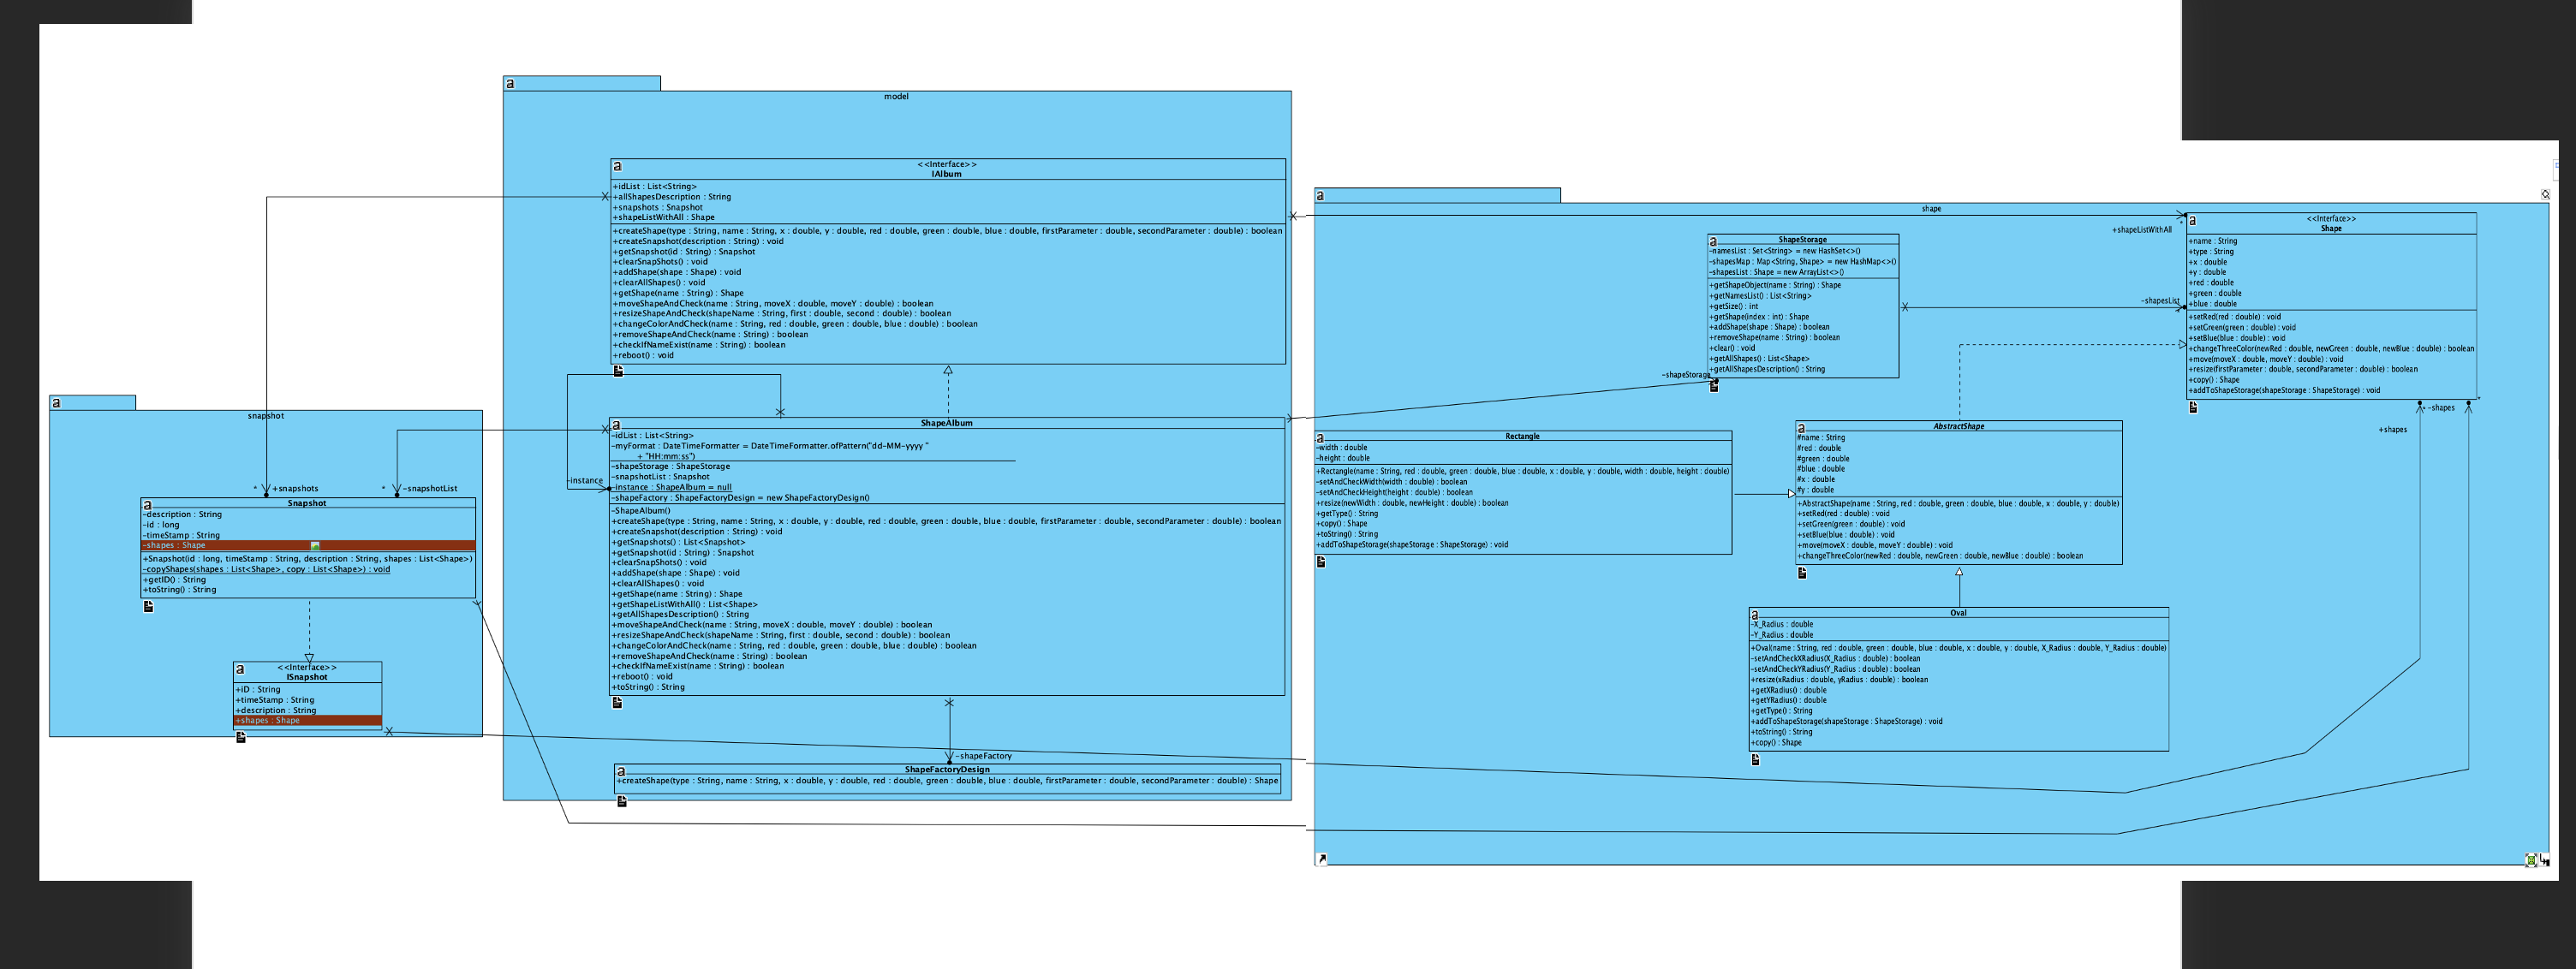 a
model
a
<<Interface>>
IAlbum
+idList : List<String>
+allShapesDescription : String
+snapshots : Snapshot
+shapeListWithAll : Shape
+createShape(type : String, name : String, x : double, y : double, red : double, green : double, blue : double, firstParameter : double, secondParameter : double) : boolean
+createSnapshot(description : String) : void
+getSnapshot(id : String) : Snapshot
+clearSnapShots() : void
+addShape(shape : Shape) : void
+clearAllShapes() : void
+getShape(name : String) : Shape
+moveShapeAndCheck(name : String, moveX : double, moveY : double) : boolean
+resizeShapeAndCheck(shapeName : String, first : double, second : double) : boolean
+changeColorAndCheck(name : String, red : double, green : double, blue : double) : boolean
+removeShapeAndCheck(name : String) : boolean
+checkIfNameExist(name : String) : boolean
+reboot() : void
a
ShapeAlbum
-idList : List<String>
-myFormat : DateTimeFormatter = DateTimeFormatter.ofPattern("dd-MM-yyyy "
+ "HH:mm:ss")
-shapeStorage : ShapeStorage
-snapshotList : Snapshot
-instance : ShapeAlbum = null
-shapeFactory : ShapeFactoryDesign = new ShapeFactoryDesign()
-ShapeAlbum()
+createShape(type : String, name : String, x : double, y : double, red : double, green : double, blue : double, firstParameter : double, secondParameter : double) : boolean
+createSnapshot(description : String) : void
+getSnapshots() : List<Snapshot>
+getSnapshot(id : String) : Snapshot
+clearSnapShots() : void
+addShape(shape : Shape) : void
+clearAllShapes() : void
+getShape(name : String) : Shape
+getShapeListWithAll() : List<Shape>
+getAllShapesDescription() : String
+moveShapeAndCheck(name : String, moveX : double, moveY : double) : boolean
+resizeShapeAndCheck(shapeName : String, first : double, second : double) : boolean
+changeColorAndCheck(name : String, red : double, green : double, blue : double) : boolean
+removeShapeAndCheck(name : String) : boolean
+checkIfNameExist(name : String) : boolean
+reboot() : void
+toString() : String
-instance
-shapeFactory
a
ShapeFactoryDesign
+createShape(type : String, name : String, x : double, y : double, red : double, green : double, blue : double, firstParameter : double, secondParameter : double) : Shape
a
snapshot
* +snapshots
* -snapshotList
a
Snapshot
-description : String
-id : long
-timeStamp : String
-shapes : Shape
+Snapshot(id : long, timeStamp : String, description : String, shapes : List<Shape>)
-copyShapes(shapes : List<Shape>, copy : List<Shape>) : void
+getID() : String
+toString() : String
a
<<Interface>>
ISnapshot
+iD : String
+timeStamp : String
+description : String
+shapes : Shape
a
shape
+shapeListWithAll
*
a
ShapeStorage
-namesList : Set<String> = new HashSet<>()
-shapesMap : Map<String, Shape> = new HashMap<>()
-shapesList : Shape = new ArrayList<>()
+getShapeObject(name : String) : Shape
+getNamesList() : List<String>
+getSize() : int
+getShape(index : int) : Shape
+addShape(shape : Shape) : boolean
+removeShape(name : String) : boolean
+clear() : void
+getAllShapes() : List<Shape>
+getAllShapesDescription() : String
-shapeStorage
-shapesList
*
a
<<Interface>>
Shape
+name : String
+type : String
+x : double
+y : double
+red : double
+green : double
+blue : double
+setRed(red : double) : void
+setGreen(green : double) : void
+setBlue(blue : double) : void
+changeThreeColor(newRed : double, newGreen : double, newBlue : double) : boolean
+move(moveX : double, moveY : double) : void
+resize(firstParameter : double, secondParameter : double) : boolean
+copy() : Shape
+addToShapeStorage(shapeStorage : ShapeStorage) : void
* -shapes
*
+shapes
a
Rectangle
-width : double
-height : double
+Rectangle(name : String, red : double, green : double, blue : double, x : double, y : double, width : double, height : double)
-setAndCheckWidth(width : double) : boolean
-setAndCheckHeight(height : double) : boolean
+resize(newWidth : double, newHeight : double) : boolean
+getType() : String
+copy() : Shape
+toString() : String
+addToShapeStorage(shapeStorage : ShapeStorage) : void
a
AbstractShape
#name : String
#red : double
#green : double
#blue : double
#x : double
#y : double
+AbstractShape(name : String, red : double, green : double, blue : double, x : double, y : double)
+setRed(red : double) : void
+setGreen(green : double) : void
+setBlue(blue : double) : void
+move(moveX : double, moveY : double) : void
+changeThreeColor(newRed : double, newGreen : double, newBlue : double) : boolean
a
Oval
-X_Radius : double
-Y_Radius : double
+Oval(name : String, red : double, green : double, blue : double, x : double, y : double, X_Radius : double, Y_Radius : double)
-setAndCheckXRadius(X_Radius : double) : boolean
-setAndCheckYRadius(Y_Radius : double) : boolean
+resize(xRadius : double, yRadius : double) : boolean
+getXRadius() : double
+getYRadius() : double
+getType() : String
+addToShapeStorage(shapeStorage : ShapeStorage) : void
+toString() : String
+copy() : Shape